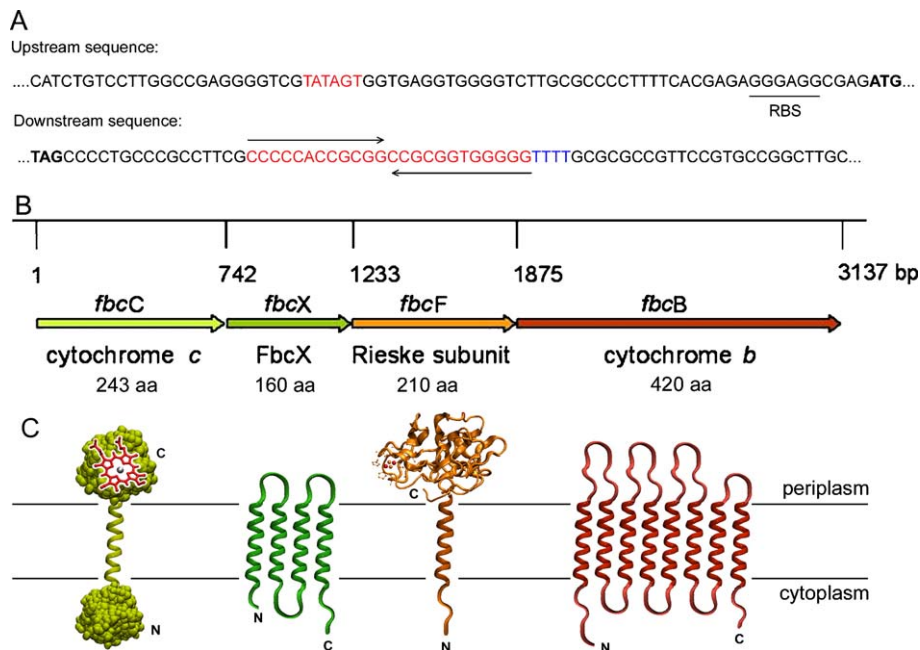 A
Upstream sequence:
....CATCTGTCCTTGGCCGAGGGGTCGTATAGTGGTGAGGTGGGGTCTTGCGCCCCTTTTCACGAGAGGGAGGCGAGATG...
RBS
Downstream sequence:
...TAGCCCCTGCCCGCCTTCGCCCCCACCGCGGCCGCGGTGGGGGTTTTGCGCGCCGTTCCGTGCCGGCTTGC...
B
1 742 1233 1875 3137 bp
fbcC fbcX fbcF fbcB
cytochrome c FbcX Rieske subunit cytochrome b
243 aa 160 aa 210 aa 420 aa
C
C
C
periplasm
cytoplasm
N
N
C
N
N
C